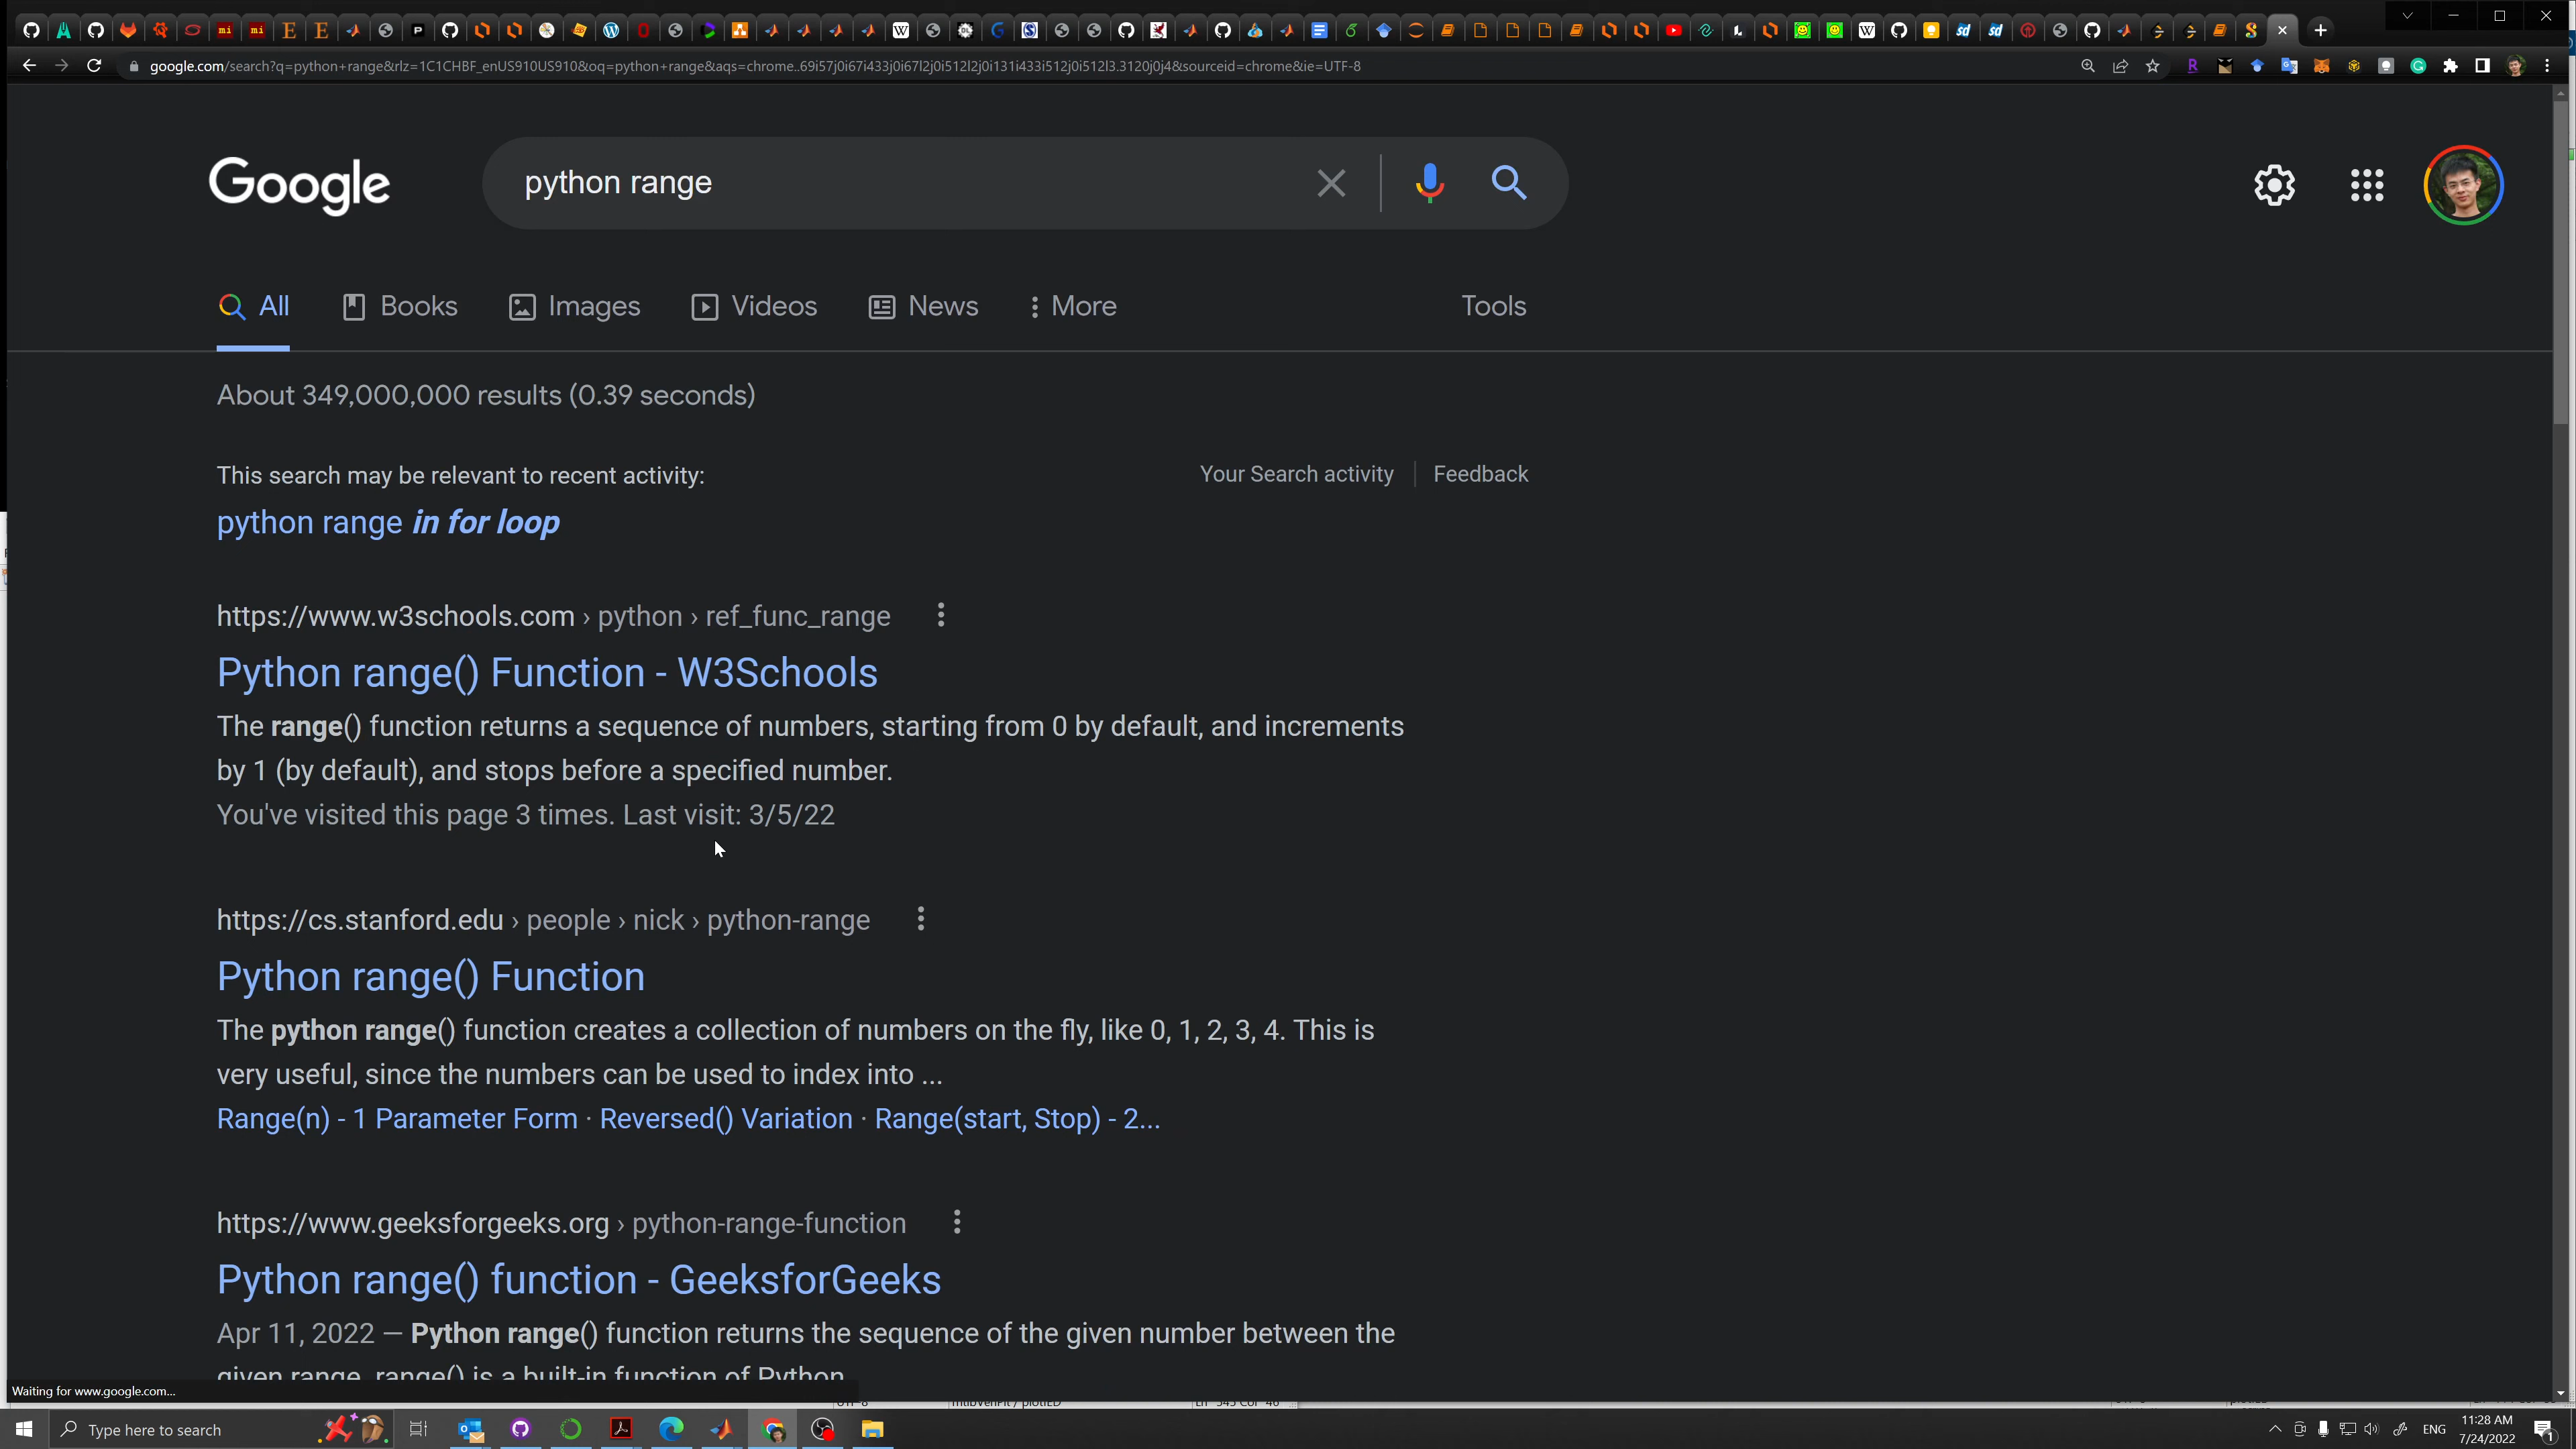 google.com/search?q=python+range&rlz=1C1CHBF_enUS910US910&oq=python+range&aqs=chrome..69i57j0i67i433j0i67l2j0i512l2j0i131i433i512j0i512l3.3120j0j4&sourceid=chrome&ie=UTF-8
Google
python range
All
Books
Images
Videos
News
More
Tools
About 349,000,000 results (0.39 seconds)
This search may be relevant to recent activity:
Your Search activity
Feedback
python range in for loop
https://www.w3schools.com › python › ref_func_range
Python range() Function - W3Schools
The range() function returns a sequence of numbers, starting from 0 by default, and increments
by 1 (by default), and stops before a specified number.
You've visited this page 3 times. Last visit: 3/5/22
https://cs.stanford.edu › people › nick › python-range
Python range() Function
The python range() function creates a collection of numbers on the fly, like 0, 1, 2, 3, 4. This is
very useful, since the numbers can be used to index into ...
Range(n) - 1 Parameter Form · Reversed() Variation · Range(start, Stop) - 2...
https://www.geeksforgeeks.org › python-range-function
Python range() function - GeeksforGeeks
Apr 11, 2022 — Python range() function returns the sequence of the given number between the
given range. range() is a built-in function of Python
Waiting for www.google.com...
Type here to search
ENG
11:28 AM
7/24/2022